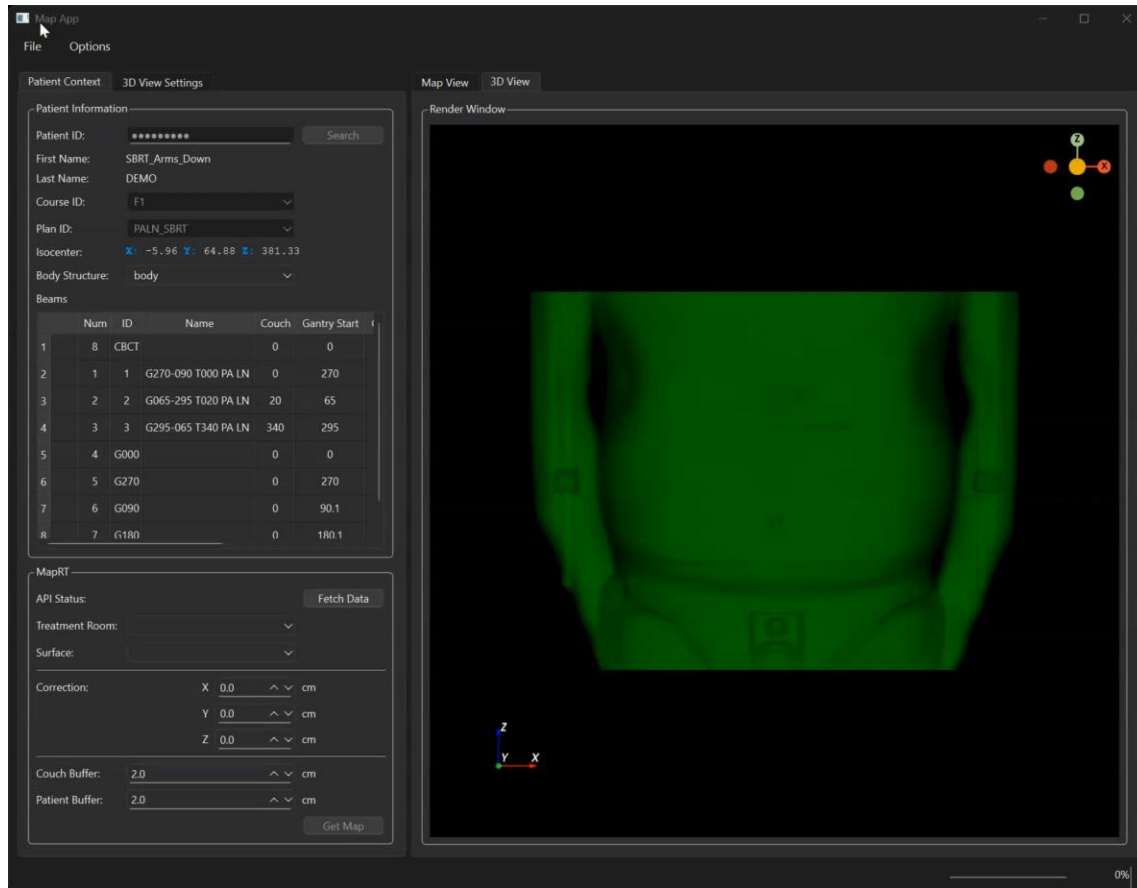 Map App
File Options
Patient Context 3D View Settings
Patient Information
Patient ID: ●●●●●●●●● Search
First Name: SBRT_Arms_Down
Last Name: DEMO
Course ID: F1
Plan ID: PALN_SBRT
Isocenter: X: -5.96 Y: 64.88 Z: 381.33
Body Structure: body
Beams
Num ID Name Couch Gantry Start
1 8 CBCT 0 0
2 1 1 G270-090 T000 PA LN 0 270
3 2 2 G065-295 T020 PA LN 20 65
4 3 3 G295-065 T340 PA LN 340 295
5 4 G000 0 0
6 5 G270 0 270
7 6 G090 0 90.1
8 7 G180 0 180.1
MapRT
API Status: Fetch Data
Treatment Room:
Surface:
Correction: X 0.0 cm
Y 0.0 cm
Z 0.0 cm
Couch Buffer: 2.0 cm
Patient Buffer: 2.0 cm
Get Map
Map View 3D View
Render Window
Z
X
Z
Y X
0%